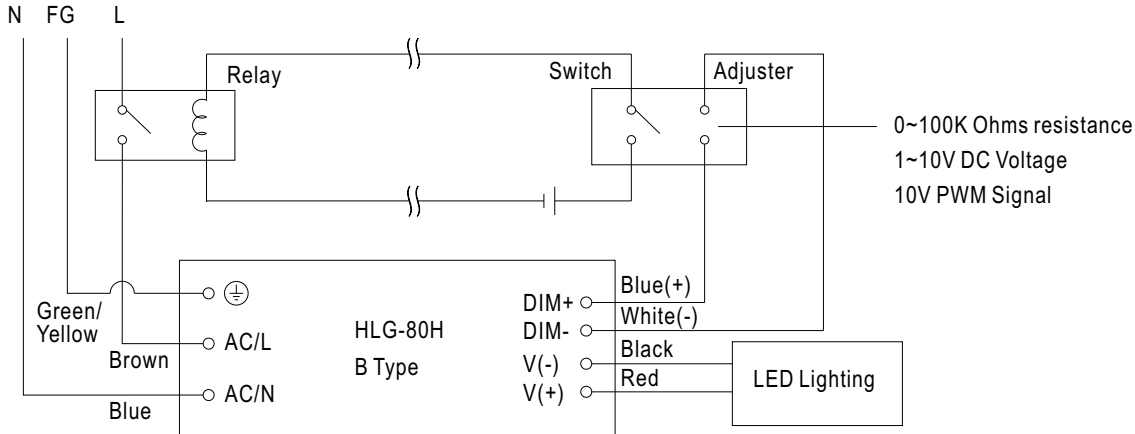 N FG L
Relay
Switch
Adjuster
0~100K Ohms resistance
1~10V DC Voltage
10V PWM Signal
Green/
Yellow
Brown
Blue
AC/L
AC/N
HLG-80H
B Type
DIM+
DIM-
V(-)
V(+)
Blue(+)
White(-)
Black
Red
LED Lighting